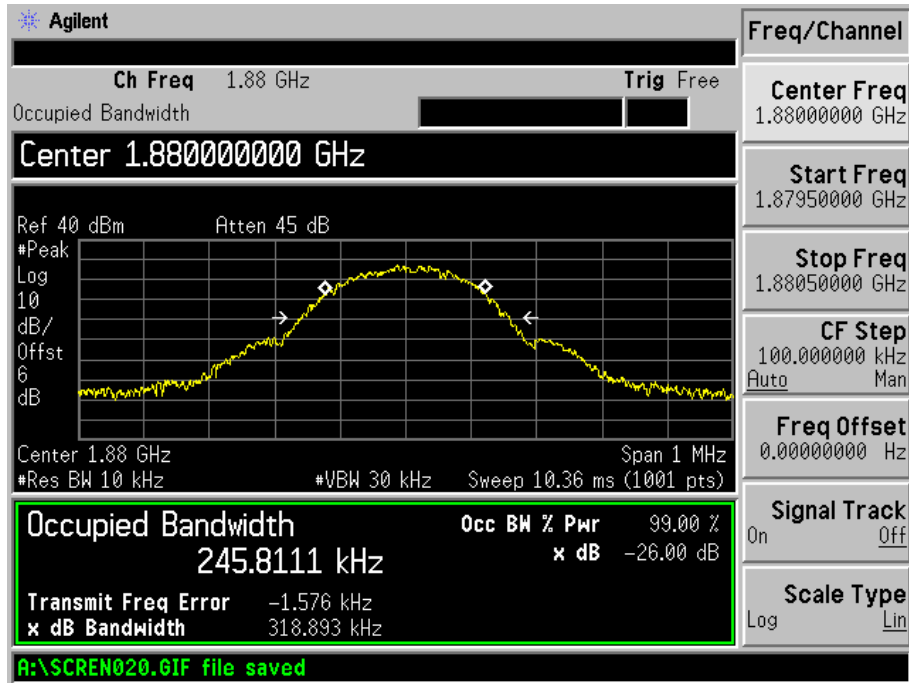 Agilent
Freq/Channel
Ch Freq 1.88 GHz Trig Free
Occupied Bandwidth
Center 1.880000000 GHz
Ref 40 dBm Atten 45 dB
#Peak
Log
10
dB/
Offst
6
dB
Center 1.88 GHz Span 1 MHz
#Res BW 10 kHz #VBW 30 kHz Sweep 10.36 ms (1001 pts)
Occupied Bandwidth
245.8111 kHz
Occ BW % Pwr 99.00 %
x dB -26.00 dB
Transmit Freq Error -1.576 kHz
x dB Bandwidth 318.893 kHz
A:\SCREN020.GIF file saved
Center Freq
1.88000000 GHz
Start Freq
1.87950000 GHz
Stop Freq
1.88050000 GHz
CF Step
100.000000 kHz
Auto Man
Freq Offset
0.00000000 Hz
Signal Track
On Off
Scale Type
Log Lin